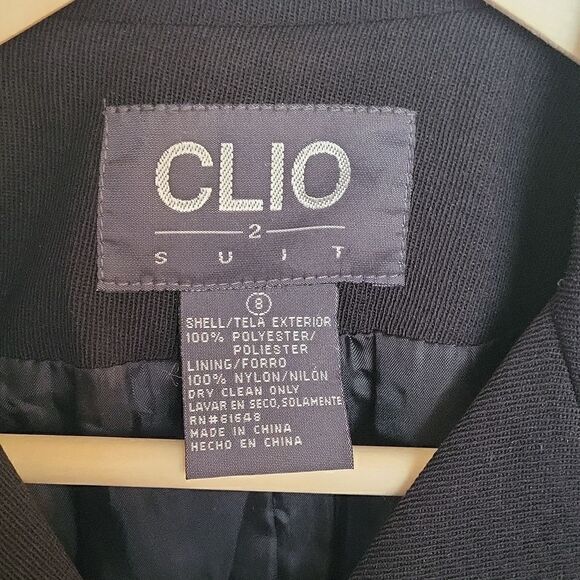 CLIO
2
SUIT
8
SHELL/TELA EXTERIOR
100% POLYESTER/
POLIESTER
LINING/FORRO
100% NYLON/NILÓN
DRY CLEAN ONLY
LAVAR EN SECO, SOLAMENTE
RN#61648
MADE IN CHINA
HECHO EN CHINA